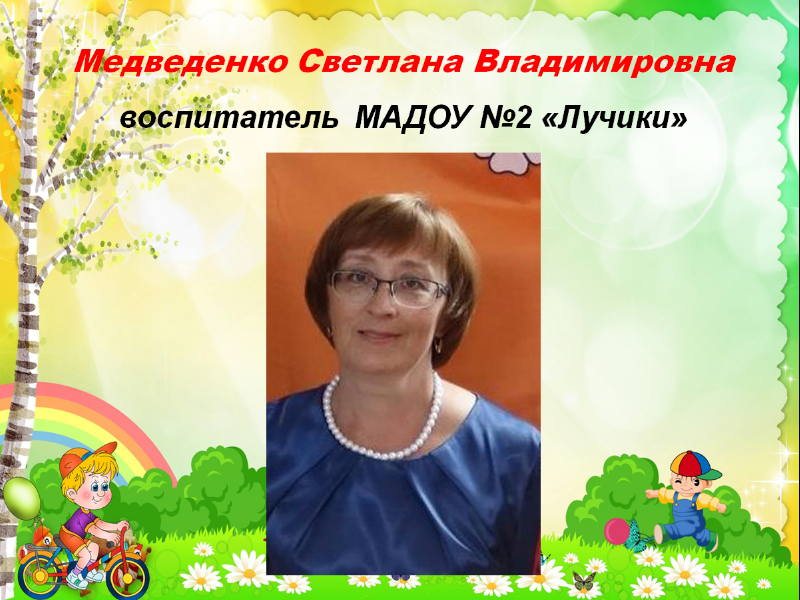 Медведенко Светлана Владимировна
воспитатель МАДОУ №2 «Лучики»